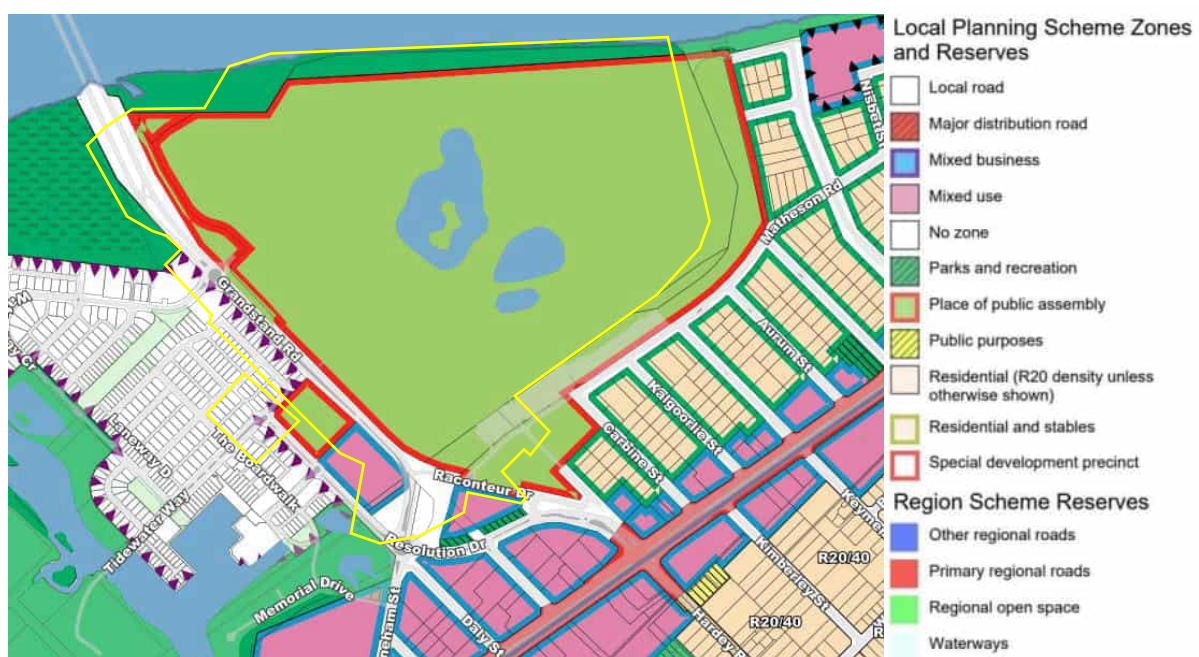 Local Planning Scheme Zones
and Reserves
Local road
Major distribution road
Mixed business
Mixed use
No zone
Parks and recreation
Place of public assembly
Public purposes
Residential (R20 density unless
otherwise shown)
Residential and stables
Special development precinct
Region Scheme Reserves
Other regional roads
Primary regional roads
Regional open space
Waterways
Matheson Rd
Grandstand Rd
Aurum St
Kalgoorlie St
Carbine St
Laneway D
The Boardwalk
Tidewater Way
Raconteur Dr
Resolution Dr
Memorial Drive
Daly St
Kimberley St
Hardey R
Keyme
R20/40
R20/40